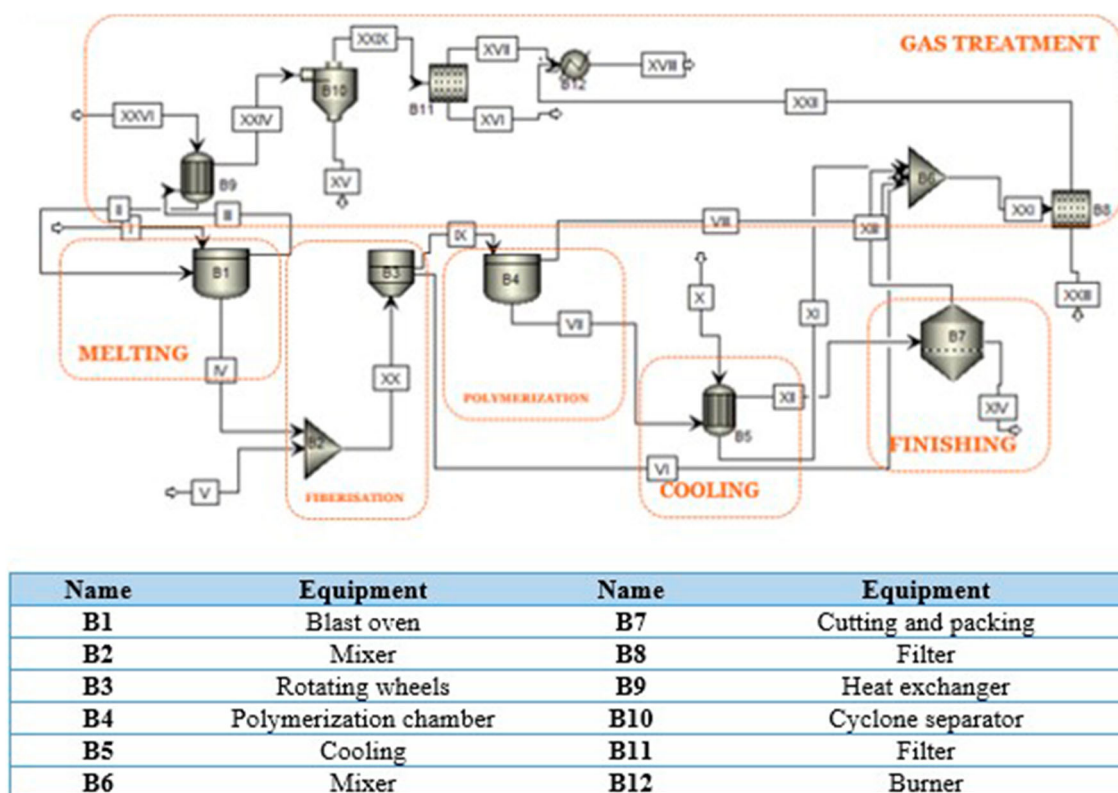 GAS TREATMENT
XXIX
XVII
B12
XVIII
B10
B11
XXII
XXVI
XXIV
XVI
B9
XV
B6
XXI
B8
II
III
I
VIII
XIII
IX
B1
B3
B4
X
XI
XXIII
MELTING
VII
B7
IV
XX
POLYMERIZATION
XII
B5
XIV
B2
FINISHING
VI
V
FIBERISATION
COOLING
Name Equipment Name Equipment
B1 Blast oven B7 Cutting and packing
B2 Mixer B8 Filter
B3 Rotating wheels B9 Heat exchanger
B4 Polymerization chamber B10 Cyclone separator
B5 Cooling B11 Filter
B6 Mixer B12 Burner